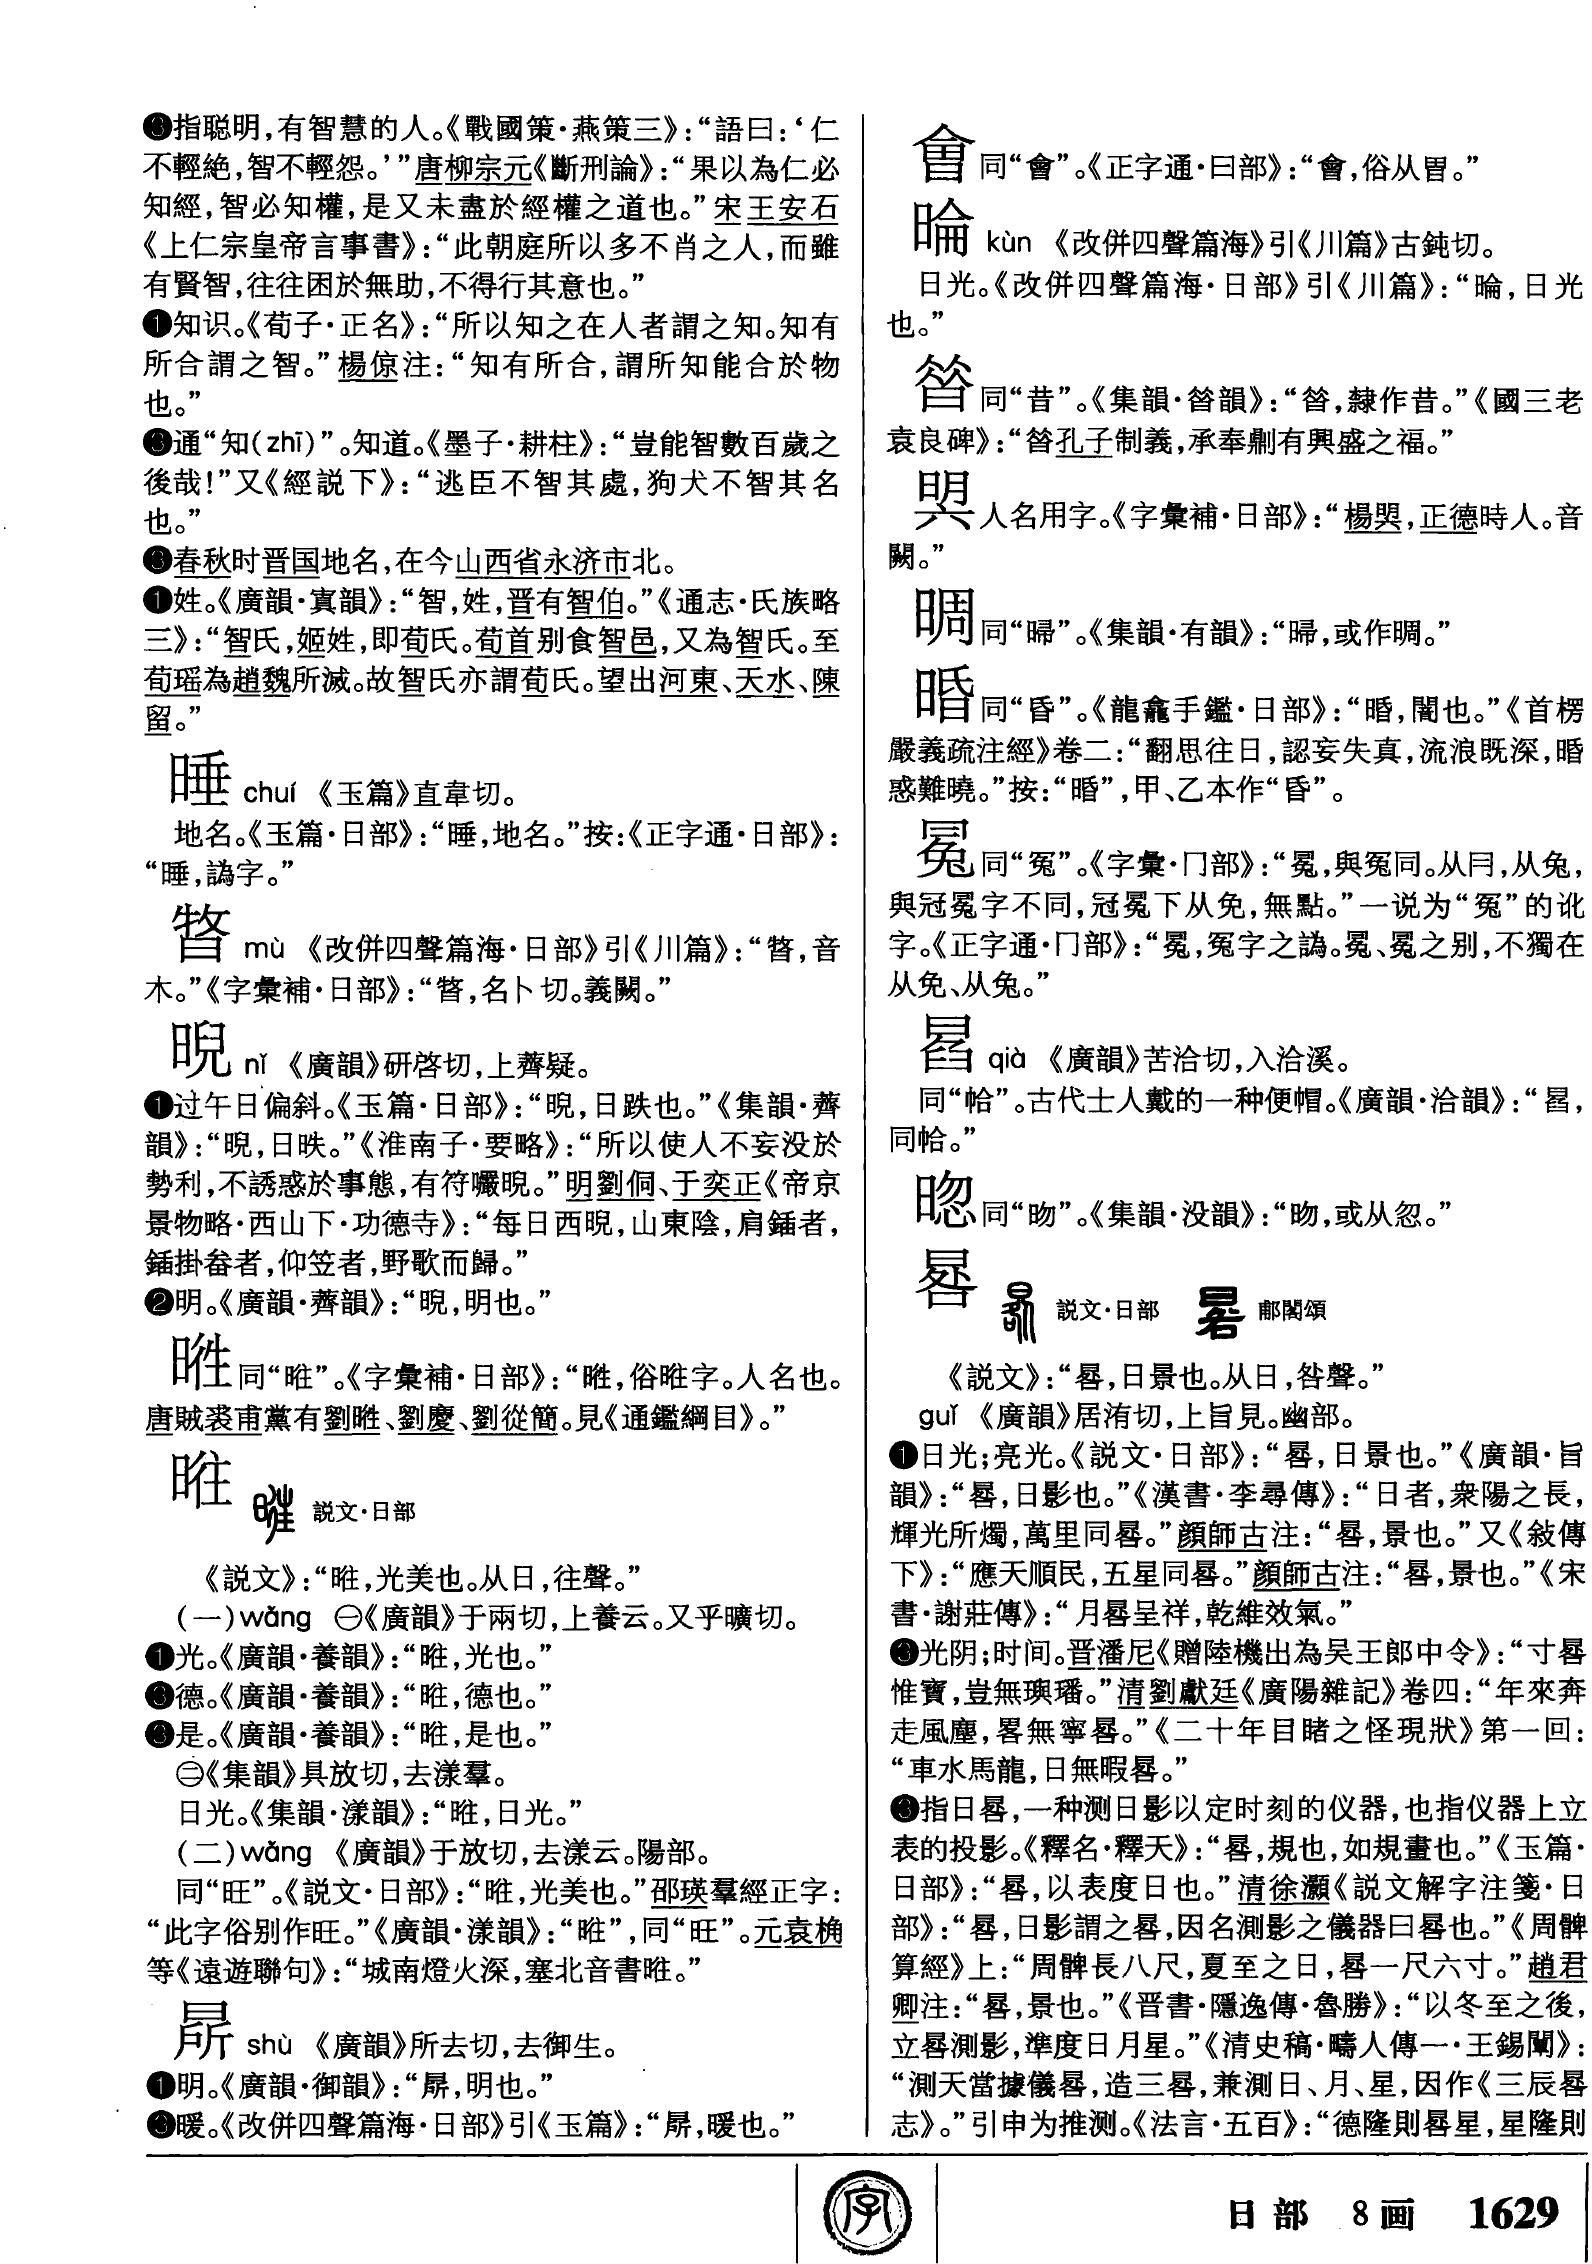 ❸指聪明，有智慧的人。《戰國策·燕策三》：“語曰：‘仁
不輕絶，智不輕怨。’”唐柳宗元《斷刑論》：“果以為仁必
知經，智必知權，是又未盡於經權之道也。”宋王安石
《上仁宗皇帝言事書》：“此朝庭所以多不肖之人，而雖
有賢智，往往困於無助，不得行其意也。”
❶知识。《荀子·正名》：“所以知之在人者謂之知。知有
所合謂之智。”楊倞注：“知有所合，謂所知能合於物
也。”
❸通“知(zhī)”。知道。《墨子·耕柱》：“豈能智數百歲之
後哉！”又《經説下》：“逃臣不智其處，狗犬不智其名
也。”
❸春秋时晋国地名，在今山西省永济市北。
❶姓。《廣韻·寘韻》：“智，姓，晋有智伯。”《通志·氏族略
三》：“智氏，姬姓，即荀氏。荀首别食智邑，又為智氏。至
荀瑶為趙魏所滅。故智氏亦謂荀氏。望出河東、天水、陳
留。”
睡 chuí 《玉篇》直韋切。
地名。《玉篇·日部》：“睡，地名。”按：《正字通·日部》：
“睡，譌字。”
mù 《改併四聲篇海·日部》引《川篇》：“暓，音
木。”《字彙補·日部》：“暓，名卜切。義闕。”
晲 nǐ 《廣韻》研啓切，上薺疑。
❶过午日偏斜。《玉篇·日部》：“晲，日跌也。”《集韻·薺
韻》：“晲，日昳。”《淮南子·要略》：“所以使人不妄没於
勢利，不誘惑於事態，有符曮晲。”明劉侗、于奕正《帝京
景物略·西山下·功德寺》：“每日西晲，山東陰，肩鍤者，
鍤掛畚者，仰笠者，野歌而歸。”
❷明。《廣韻·薺韻》：“晲，明也。”
同“暀”。《字彙補·日部》：“俗暀字。人名也。
唐賊裘甫黨有劉暀、劉慶、劉從簡。見《通鑑綱目》。”
暀 説文·日部
《説文》：“暀，光美也。从日，往聲。”
(一)wǎng ㊀《廣韻》于兩切，上養云。又乎曠切。
❶光。《廣韻·養韻》：“暀，光也。”
❸德。《廣韻·養韻》：“暀，德也。”
❸是。《廣韻·養韻》：“暀，是也。”
㊁《集韻》具放切，去漾羣。
日光。《集韻·漾韻》：“暀，日光。”
(二)wǎng 《廣韻》于放切，去漾云。陽部。
同“旺”。《説文·日部》：“暀，光美也。”邵瑛羣經正字：
“此字俗别作旺。”《廣韻·漾韻》：“暀”，同“旺”。元袁桷
等《遠遊聯句》：“城南燈火深，塞北音書暀。”
shù 《廣韻》所去切，去御生。
❶明。《廣韻·御韻》：“明也。”
❸暖。《改併四聲篇海·日部》引《玉篇》：“暖也。”
同“會”。《正字通·曰部》：“會，俗从𡇒。”
㫻 kùn 《改併四聲篇海》引《川篇》古鈍切。
日光。《改併四聲篇海·日部》引《川篇》：“日光
也。”
同“昔”。《集韻·㫺韻》：“㫺，隸作昔。”《國三老
袁良碑》：“㫺孔子制義，承奉劓有興盛之福。”
人名用字。《字彙補·日部》：“楊，正德時人。音
闕。”
晭 同“㿒”。《集韻·有韻》：“或作晭。”
同“昏”。《龍龕手鑑·日部》：“闇也。”《首楞
嚴義疏注經》卷二：“翻思往日，認妄失真，流浪既深，㬆
惑難曉。”按：甲、乙本作“昏”。
同“冤”。《字彙·冂部》：“與冤同。从冃，从兔，
與冠冕字不同，冠冕下从免，無點。”一说为“冤”的讹
字。《正字通·冂部》：“冤字之譌。冕之别，不獨在
从免、从兔。”
qià 《廣韻》苦洽切，入洽溪。
同“帢”。古代士人戴的一种便帽。《廣韻·洽韻》：
同帢。”
同“昒”。《集韻·没韻》：“昒，或从忽。”
晷 説文·日部 郙閣頌
《説文》：“晷，日景也。从日，咎聲。”
guǐ 《廣韻》居洧切，上旨見。幽部。
❶日光；亮光。《説文·日部》：“晷，日景也。”《廣韻·旨
韻》：“晷，日影也。”《漢書·李尋傳》：“日者，衆陽之長，
輝光所燭，萬里同晷。”顔師古注：“晷，景也。”又《敍傳
下》：“應天順民，五星同晷。”顔師古注：“晷，景也。”《宋
書·謝莊傳》：“月晷呈祥，乾維效氣。”
❸光阴；时间。晋潘尼《贈陸機出為吴王郎中令》：“寸晷
惟寶，豈無璵璠。”清劉獻廷《廣陽雜記》卷四：“年來奔
走風塵，畧無寧晷。”《二十年目睹之怪現狀》第一回：
“車水馬龍，日無暇晷。”
❸指日晷，一种测日影以定时刻的仪器，也指仪器上立
表的投影。《釋名·釋天》：“晷，規也，如規畫也。”《玉篇·
日部》：“晷，以表度日也。”清徐灝《説文解字注箋·日
部》：“晷，日影謂之晷，因名測影之儀器曰晷也。”《周髀
算經》上：“周髀長八尺，夏至之日，晷一尺六寸。”趙君
卿注：“晷，景也。”《晋書·隱逸傳·魯勝》：“以冬至之後，
立晷測影，準度日月星。”《清史稿·疇人傳一·王錫闡》：
“測天當據儀晷，造三晷，兼測日、月、星，因作《三辰晷
志》。”引申为推测。《法言·五百》：“德隆則晷星，星隆則
字
日部 8画 1629